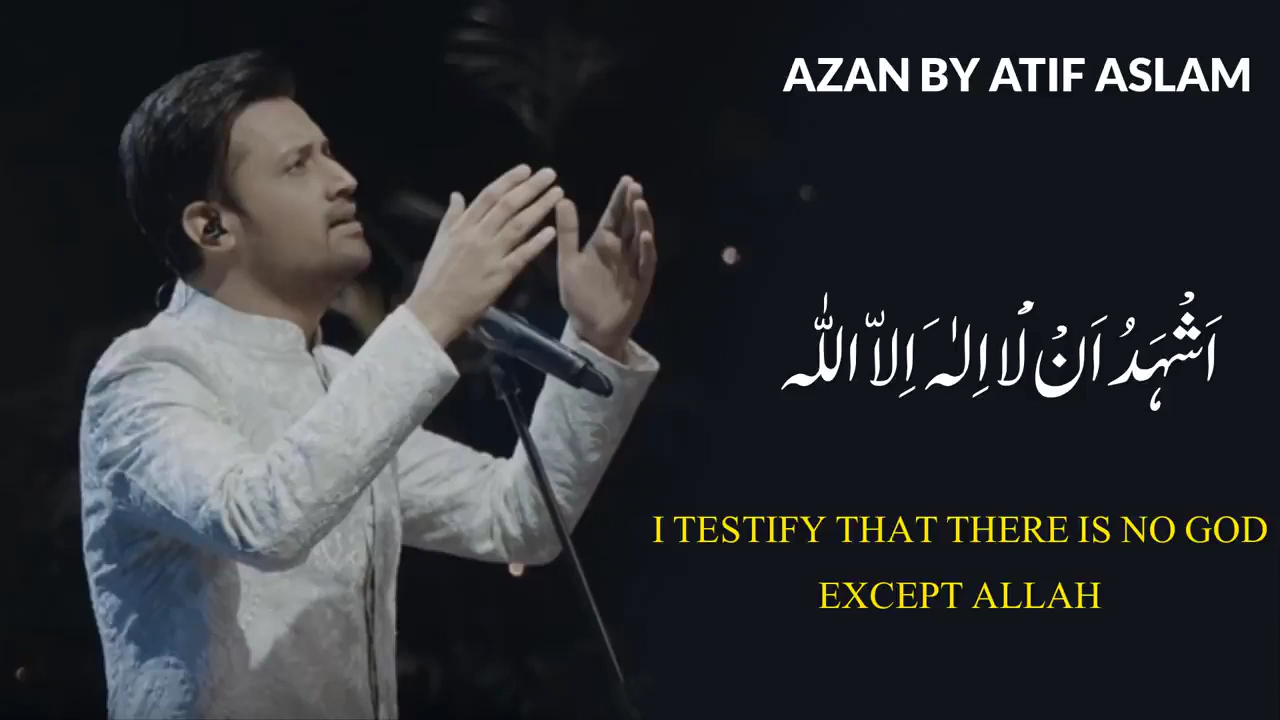 AZAN BY ATIF ASLAM
اَشْهَدُ اَنْ لَّا اِلٰهَ اِلَّا اللّٰه
I TESTIFY THAT THERE IS NO GOD
EXCEPT ALLAH